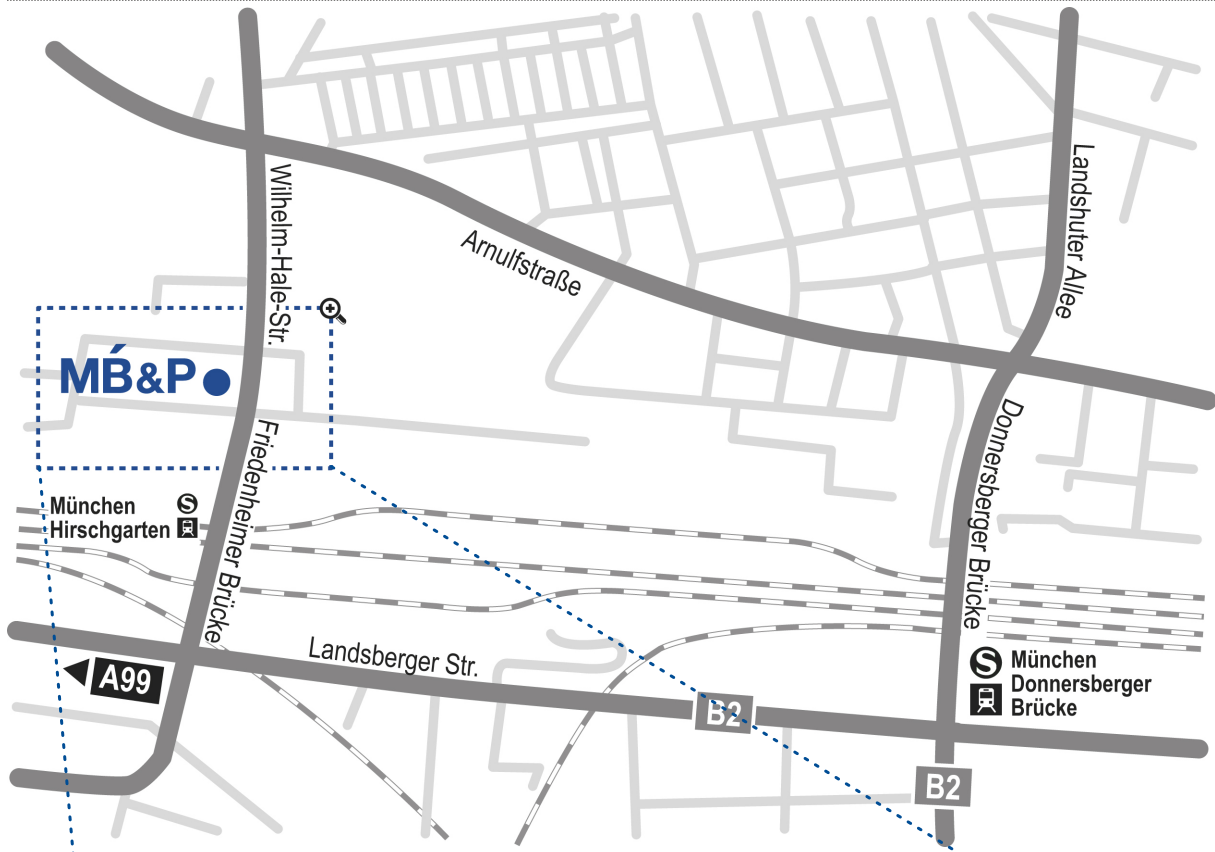 Wilhelm-Hale-Str.
Arnulfstraße
Landshuter Allee
MB́&P
Friedenheimer Brücke
Donnersberger Brücke
München
Hirschgarten
S
Landsberger Str.
A99
B2
S
München
Donnersberger
Brücke
B2